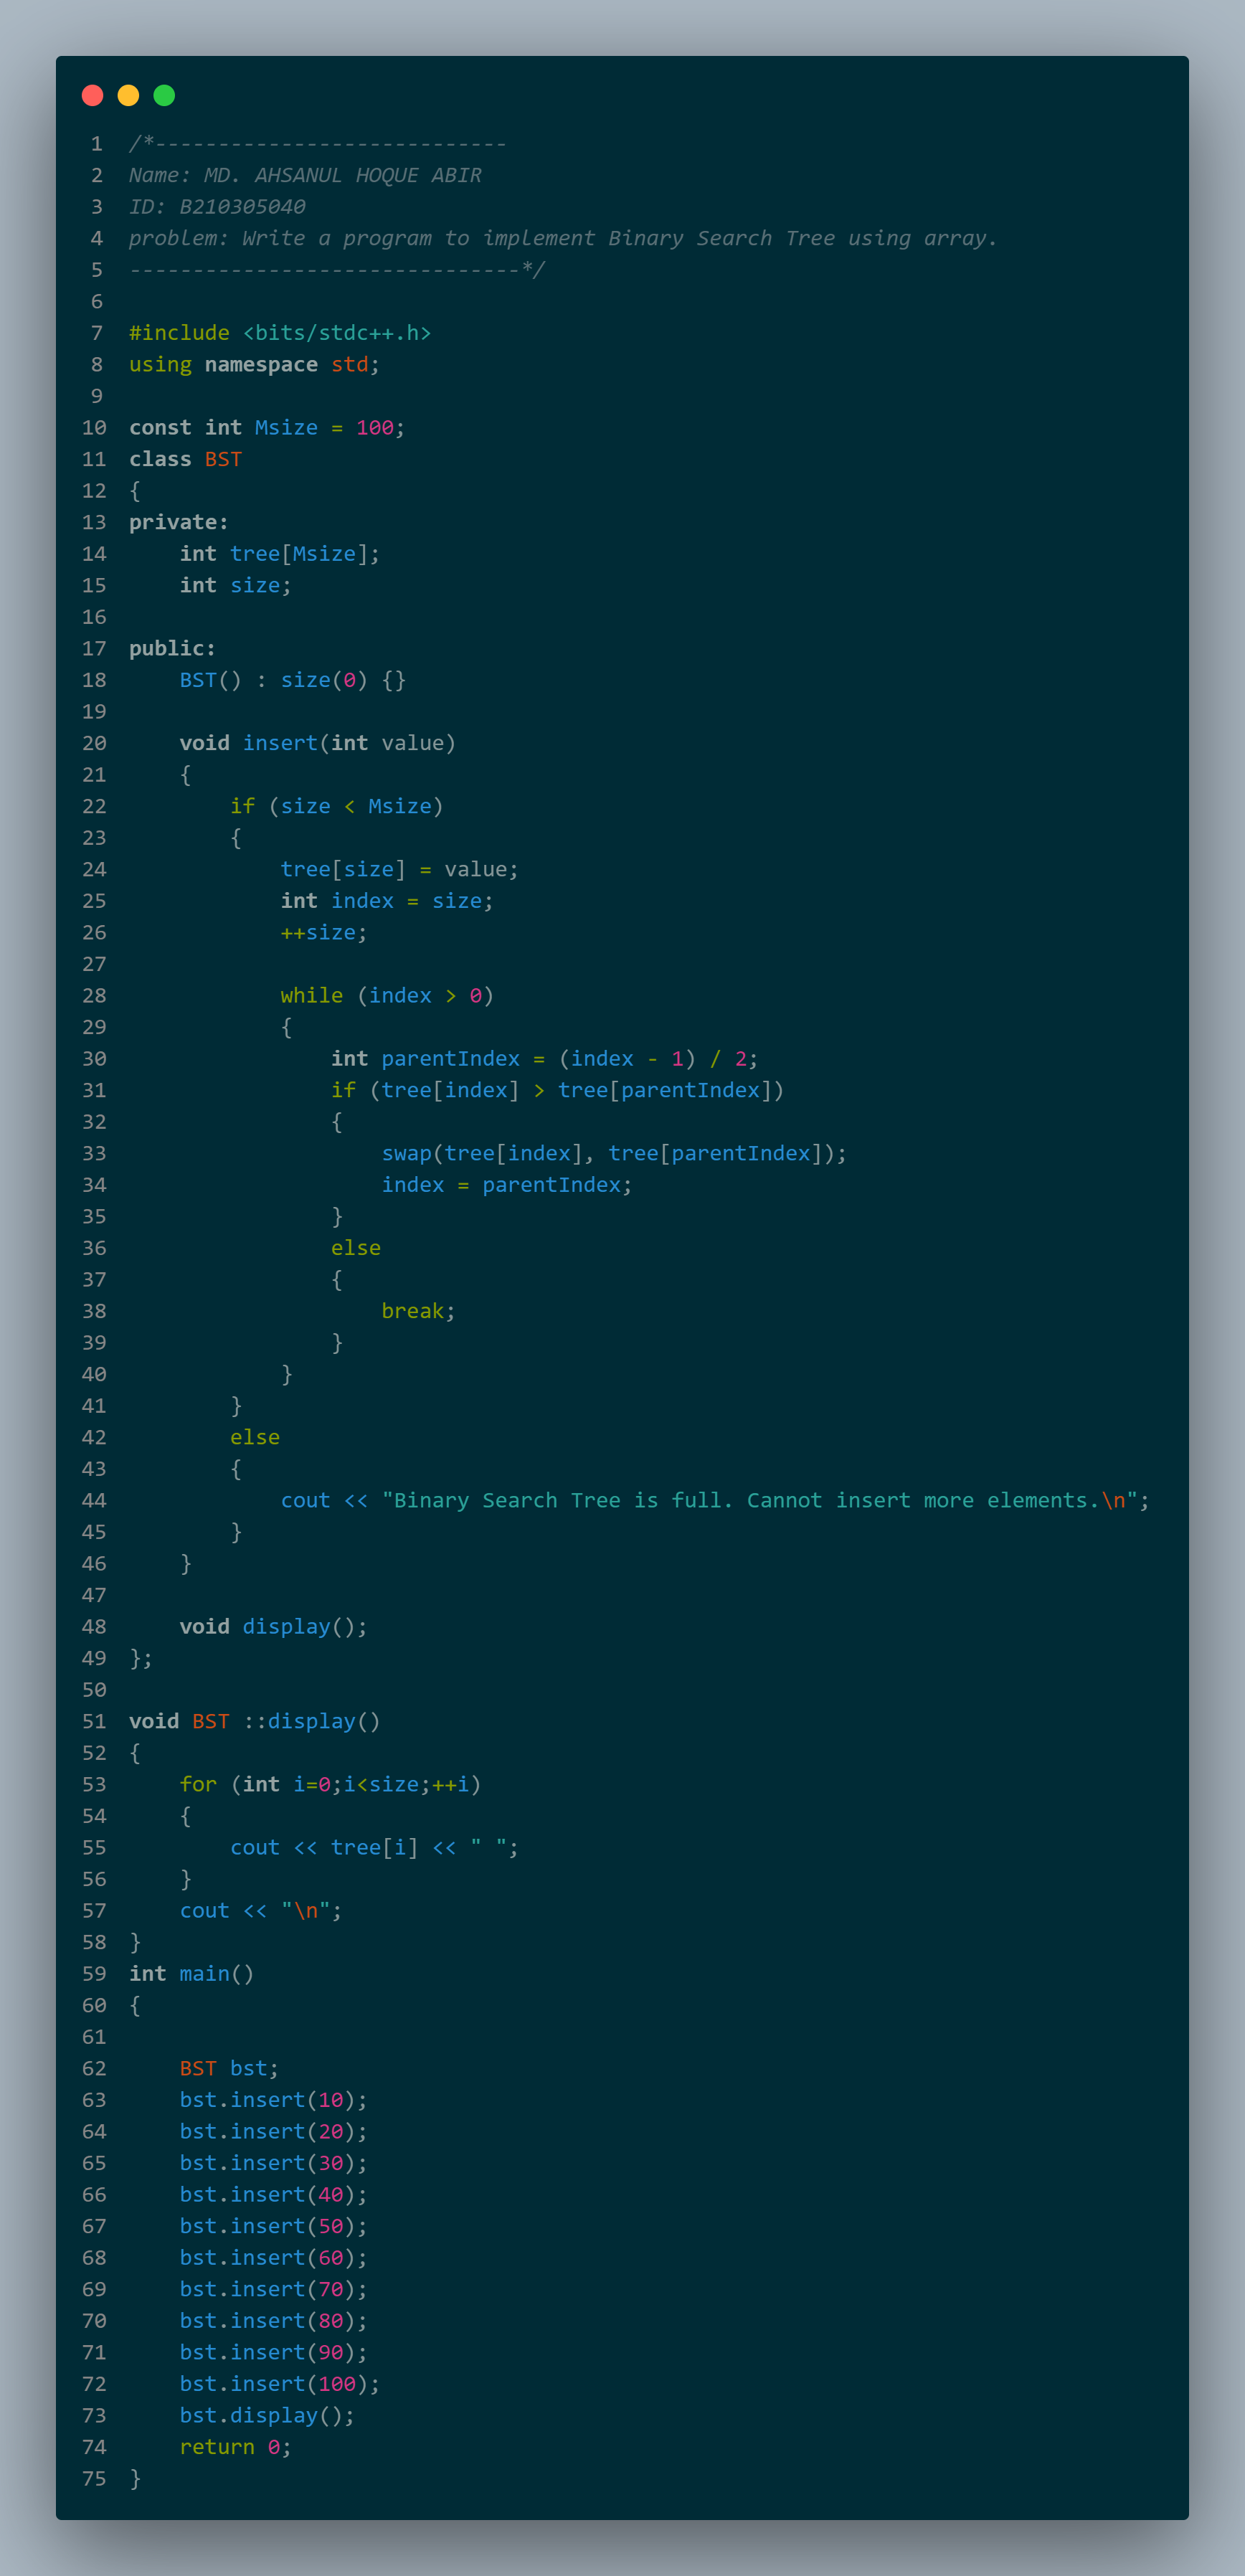 1 /*----------------------------
2 Name: MD. AHSANUL HOQUE ABIR
3 ID: B210305040
4 problem: Write a program to implement Binary Search Tree using array.
5 -------------------------------*/
6
7 #include <bits/stdc++.h>
8 using namespace std;
9
10 const int Msize = 100;
11 class BST
12 {
13 private:
14     int tree[Msize];
15     int size;
16
17 public:
18     BST() : size(0) {}
19
20     void insert(int value)
21     {
22         if (size < Msize)
23         {
24             tree[size] = value;
25             int index = size;
26             ++size;
27
28             while (index > 0)
29             {
30                 int parentIndex = (index - 1) / 2;
31                 if (tree[index] > tree[parentIndex])
32                 {
33                     swap(tree[index], tree[parentIndex]);
34                     index = parentIndex;
35                 }
36                 else
37                 {
38                     break;
39                 }
40             }
41         }
42         else
43         {
44             cout << "Binary Search Tree is full. Cannot insert more elements.\n";
45         }
46     }
47
48     void display();
49 };
50
51 void BST ::display()
52 {
53     for (int i=0;i<size;++i)
54     {
55         cout << tree[i] << " ";
56     }
57     cout << "\n";
58 }
59 int main()
60 {
61
62     BST bst;
63     bst.insert(10);
64     bst.insert(20);
65     bst.insert(30);
66     bst.insert(40);
67     bst.insert(50);
68     bst.insert(60);
69     bst.insert(70);
70     bst.insert(80);
71     bst.insert(90);
72     bst.insert(100);
73     bst.display();
74     return 0;
75 }